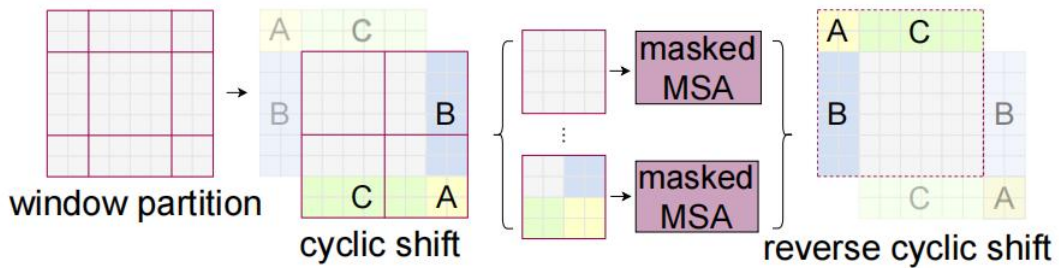 A C
B
B
C A
window partition
cyclic shift
masked
MSA
⋮
masked
MSA
A C
B B
C A
reverse cyclic shift